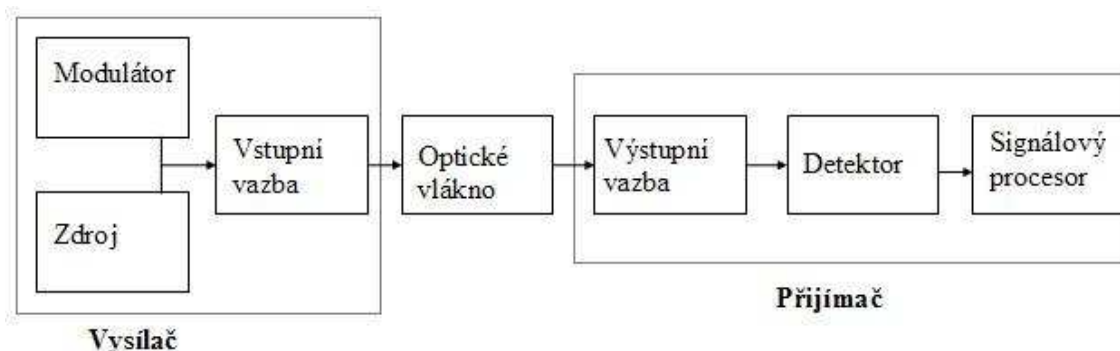 Modulátor
Zdroj
Vstupní
vazba
Vysílač
Optické
vlákno
Výstupní
vazba
Detektor
Signálový
procesor
Přijímač